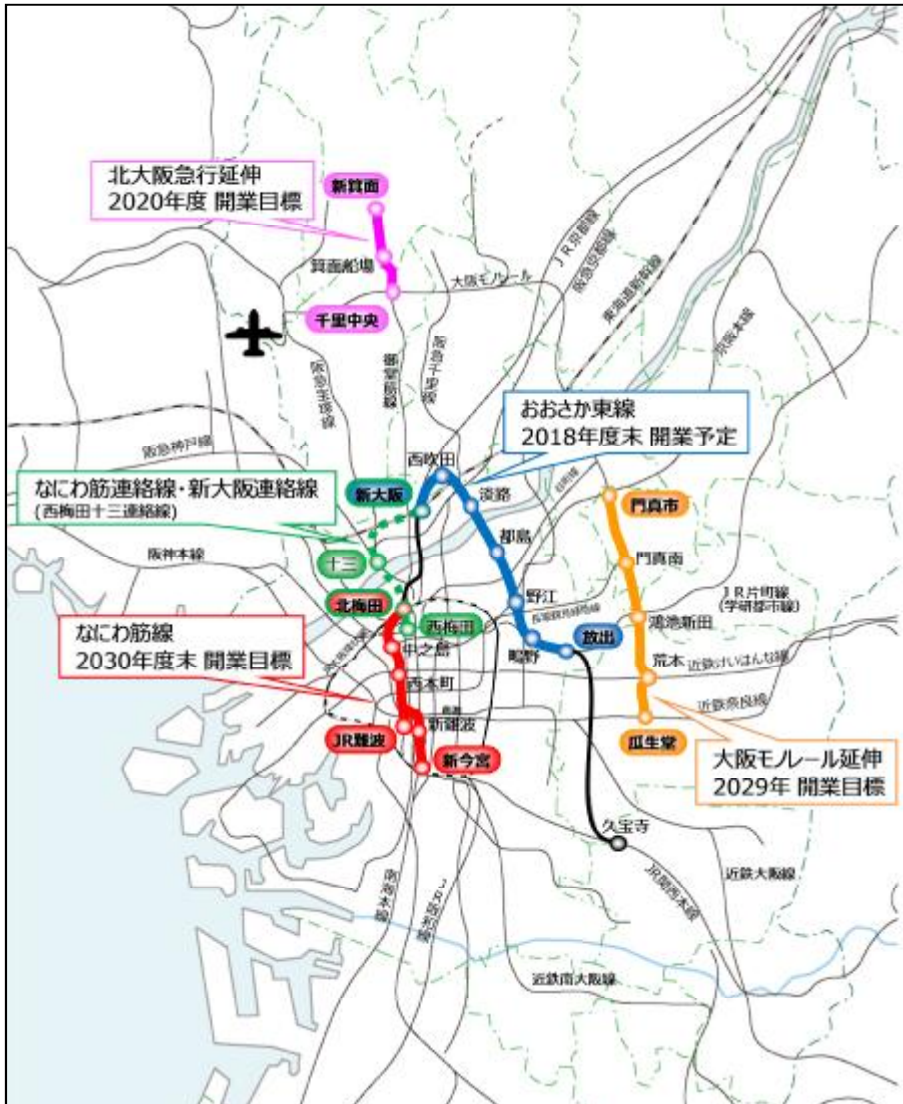 北大阪急行延伸
2020年度 開業目標
新箕面
箕面船場
千里中央
大阪モノレール
JR京都線
阪急京都線
東海道新幹線
京阪本線
阪急宝塚線
御堂筋線
阪急千里線
阪急神戸線
おおさか東線
2018年度末 開業予定
西吹田
新大阪
淡路
なにわ筋連絡線・新大阪連絡線
(西梅田十三連絡線)
都島
門真市
十三
阪神本線
門真南
野江
JR片町線
(学研都市線)
北梅田
西梅田
鴻池新田
なにわ筋線
2030年度末 開業目標
中之島
鴫野
放出
荒本
近鉄けいはんな線
西本町
近鉄奈良線
新難波
JR難波
瓜生堂
新今宮
大阪モノレール延伸
2029年 開業目標
久宝寺
近鉄大阪線
JR関西本線
南海本線
JR阪和線
近鉄南大阪線